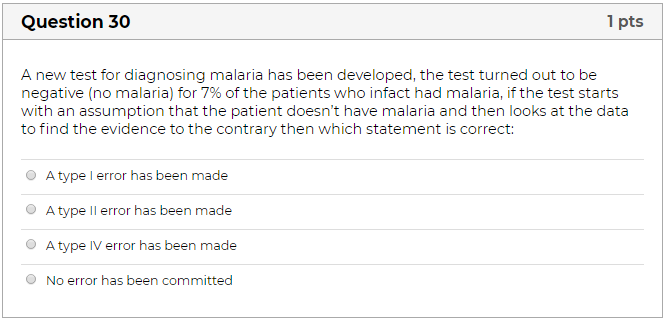 Question 30
1 pts
A new test for diagnosing malaria has been developed, the test turned out to be
negative (no malaria) for 7% of the patients who infact had malaria, if the test starts
with an assumption that the patient doesn't have malaria and then looks at the data
to find the evidence to the contrary then which statement is correct:
A type I error has been made
A type II error has been made
A type IV error has been made
No error has been committed